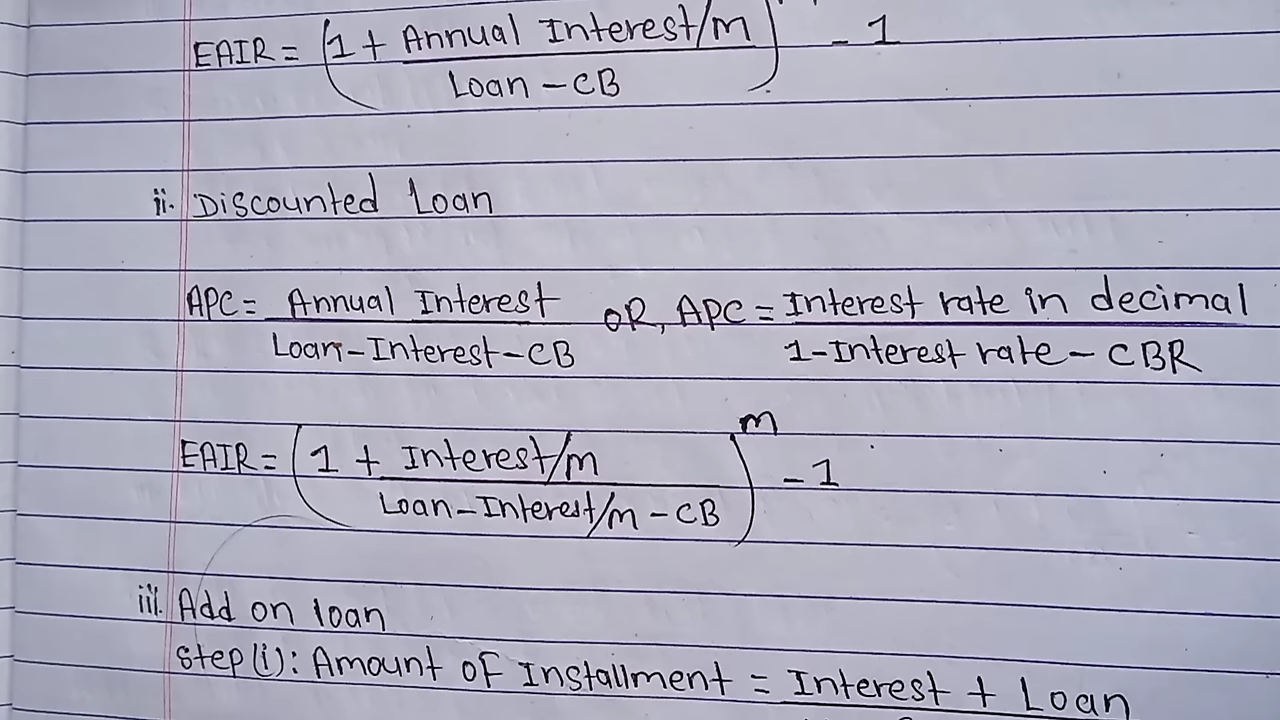 EAIR = (1 + Annual Interest/m / Loan - CB) - 1
ii. Discounted Loan
APC = Annual Interest / Loan - Interest - CB OR, APC = Interest rate in decimal / 1 - Interest rate - CBR
EAIR = (1 + Interest/m / Loan - Interest/m - CB)^m - 1
iii. Add on loan
Step(i): Amount of Installment = Interest + Loan